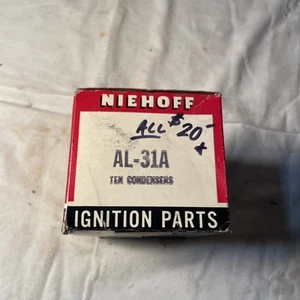 NIEHOFF
ALL $20-
AL-31A
TEN CONDENSERS
IGNITION PARTS